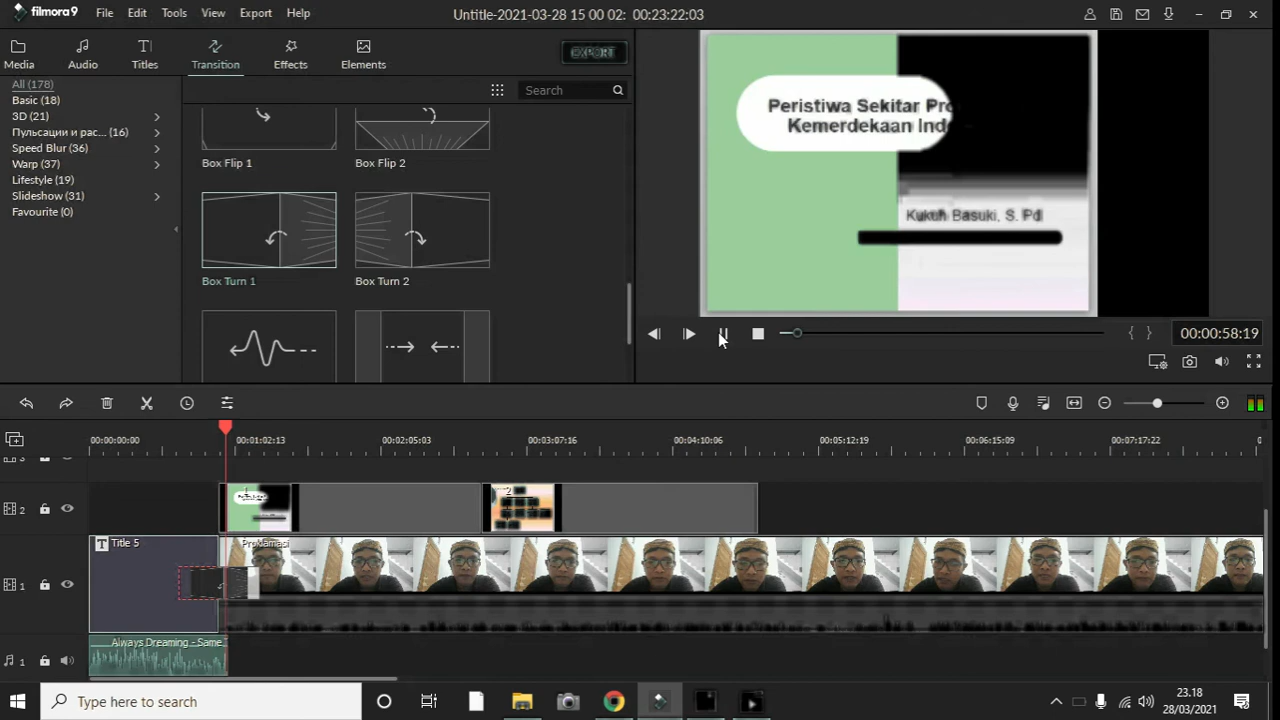 filmora9 File Edit Tools View Export Help Untitle-2021-03-28 15 00 02: 00:23:22:03
Media Audio Titles Transition Effects Elements EXPORT
All (178)
Basic (18)
3D (21)
Пульсации и рас... (16)
Speed Blur (36)
Warp (37)
Lifestyle (19)
Slideshow (31)
Favourite (0)
Search
Box Flip 1 Box Flip 2
Box Turn 1 Box Turn 2
Peristiwa Sekitar Pro
Kemerdekaan Indo
Kukuh Basuki, S. Pd
{ } 00:00:58:19
00:00:00:00 00:01:02:13 00:02:05:03 00:03:07:16 00:04:10:06 00:05:12:19 00:06:15:09 00:07:17:22
2
2
T Title 5 Proklamasi
1
Always Dreaming - Same
1
Type here to search
23.18
28/03/2021